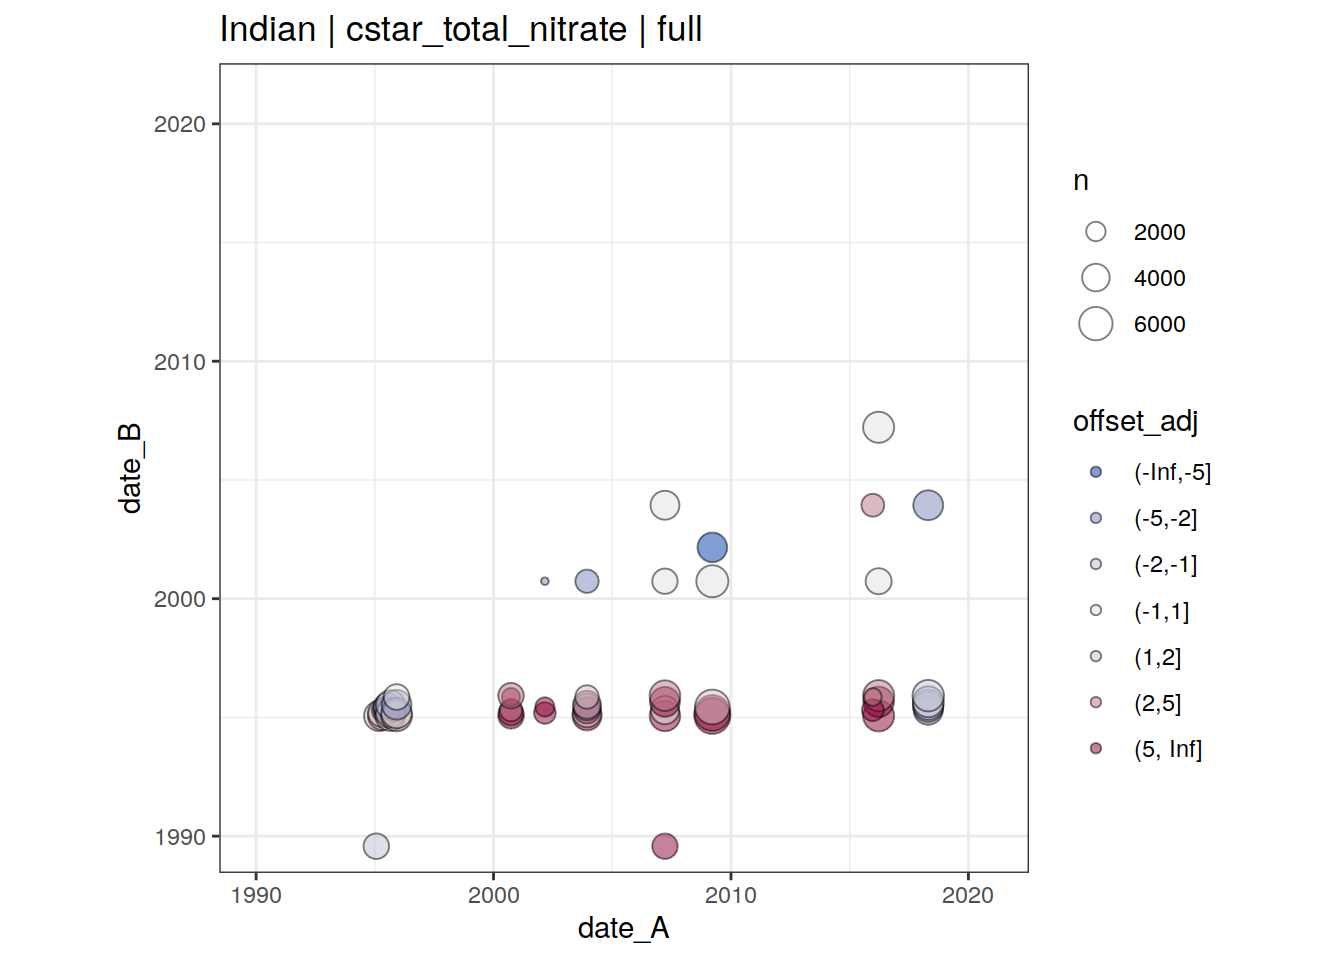 Indian | cstar_total_nitrate | full
2020
2010
2000
1990
date_B
1990 2000 2010 2020
date_A
n
2000
4000
6000
offset_adj
(-Inf,-5]
(-5,-2]
(-2,-1]
(-1,1]
(1,2]
(2,5]
(5, Inf]